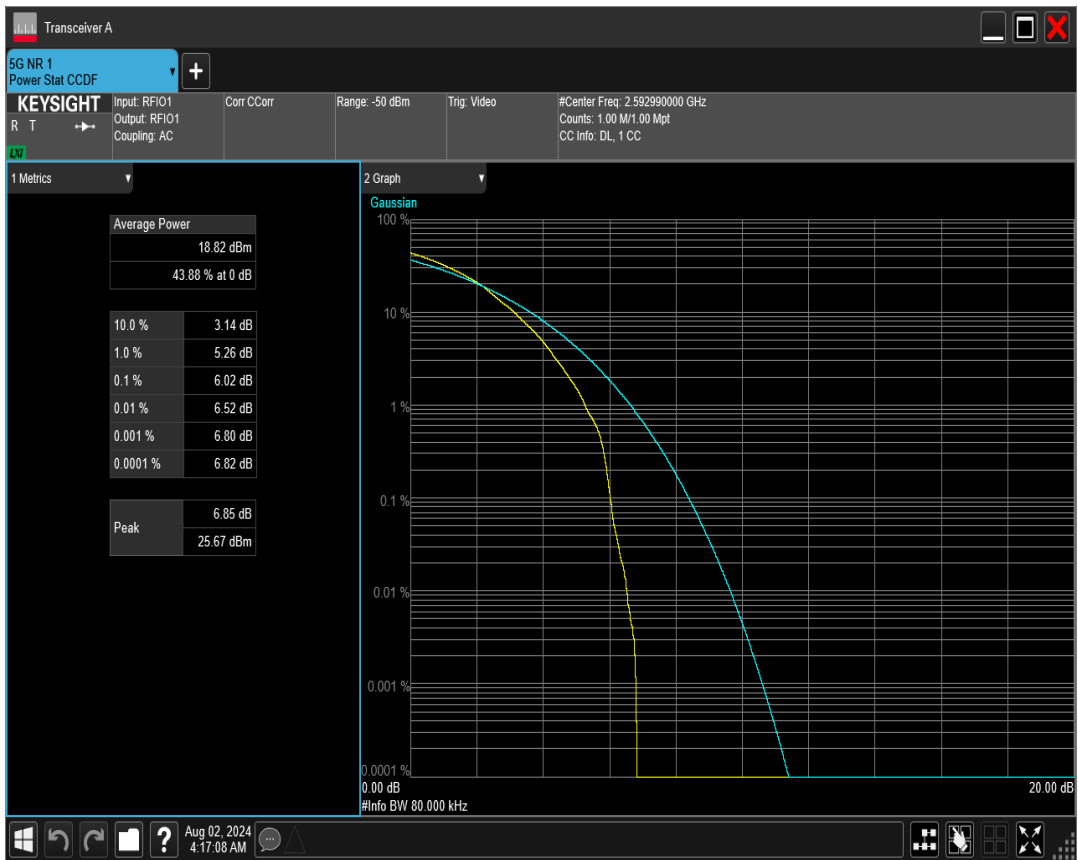 Transceiver A
5G NR 1
Power Stat CCDF
+
KEYSIGHT
R T
LXI
Input: RFIO1
Output: RFIO1
Coupling: AC
Corr CCorr
Range: -50 dBm
Trig: Video
#Center Freq: 2.592990000 GHz
Counts: 1.00 M/1.00 Mpt
CC Info: DL, 1 CC
1 Metrics
Average Power
18.82 dBm
43.88 % at 0 dB
10.0 % 3.14 dB
1.0 % 5.26 dB
0.1 % 6.02 dB
0.01 % 6.52 dB
0.001 % 6.80 dB
0.0001 % 6.82 dB
Peak
6.85 dB
25.67 dBm
2 Graph
Gaussian
100 %
10 %
1 %
0.1 %
0.01 %
0.001 %
0.0001 %
0.00 dB 20.00 dB
#Info BW 80.000 kHz
?
Aug 02, 2024
4:17:08 AM